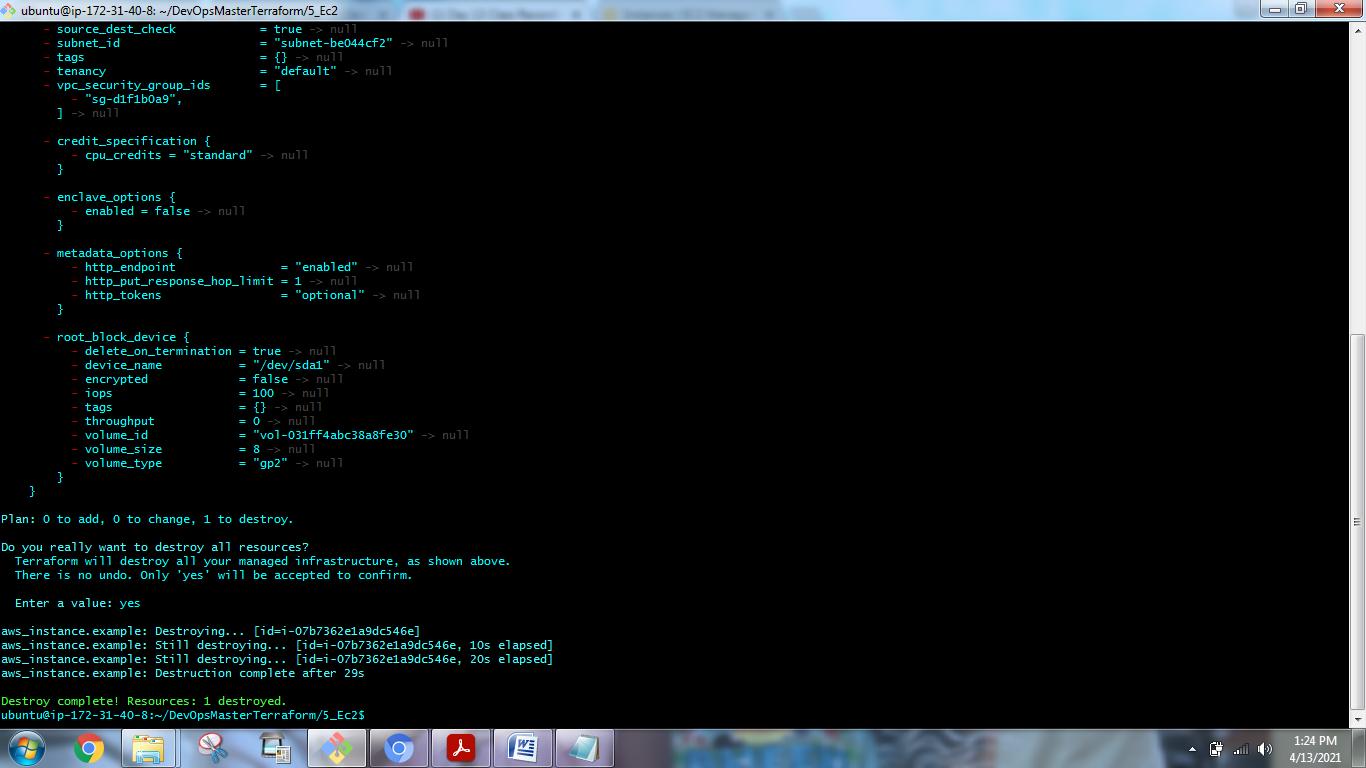 ubuntu@ip-172-31-40-8: ~/DevOpsMasterTerraform/5_Ec2
- source_dest_check = true -> null
- subnet_id = "subnet-be044cf2" -> null
- tags = {} -> null
- tenancy = "default" -> null
- vpc_security_group_ids = [
- "sg-d1f1b0a9",
] -> null
- credit_specification {
- cpu_credits = "standard" -> null
}
- enclave_options {
- enabled = false -> null
}
- metadata_options {
- http_endpoint = "enabled" -> null
- http_put_response_hop_limit = 1 -> null
- http_tokens = "optional" -> null
}
- root_block_device {
- delete_on_termination = true -> null
- device_name = "/dev/sda1" -> null
- encrypted = false -> null
- iops = 100 -> null
- tags = {} -> null
- throughput = 0 -> null
- volume_id = "vol-031ff4abc38a8fe30" -> null
- volume_size = 8 -> null
- volume_type = "gp2" -> null
}
}
Plan: 0 to add, 0 to change, 1 to destroy.
Do you really want to destroy all resources?
Terraform will destroy all your managed infrastructure, as shown above.
There is no undo. Only 'yes' will be accepted to confirm.
Enter a value: yes
aws_instance.example: Destroying... [id=i-07b7362e1a9dc546e]
aws_instance.example: Still destroying... [id=i-07b7362e1a9dc546e, 10s elapsed]
aws_instance.example: Still destroying... [id=i-07b7362e1a9dc546e, 20s elapsed]
aws_instance.example: Destruction complete after 29s
Destroy complete! Resources: 1 destroyed.
ubuntu@ip-172-31-40-8:~/DevOpsMasterTerraform/5_Ec2$
1:24 PM
4/13/2021